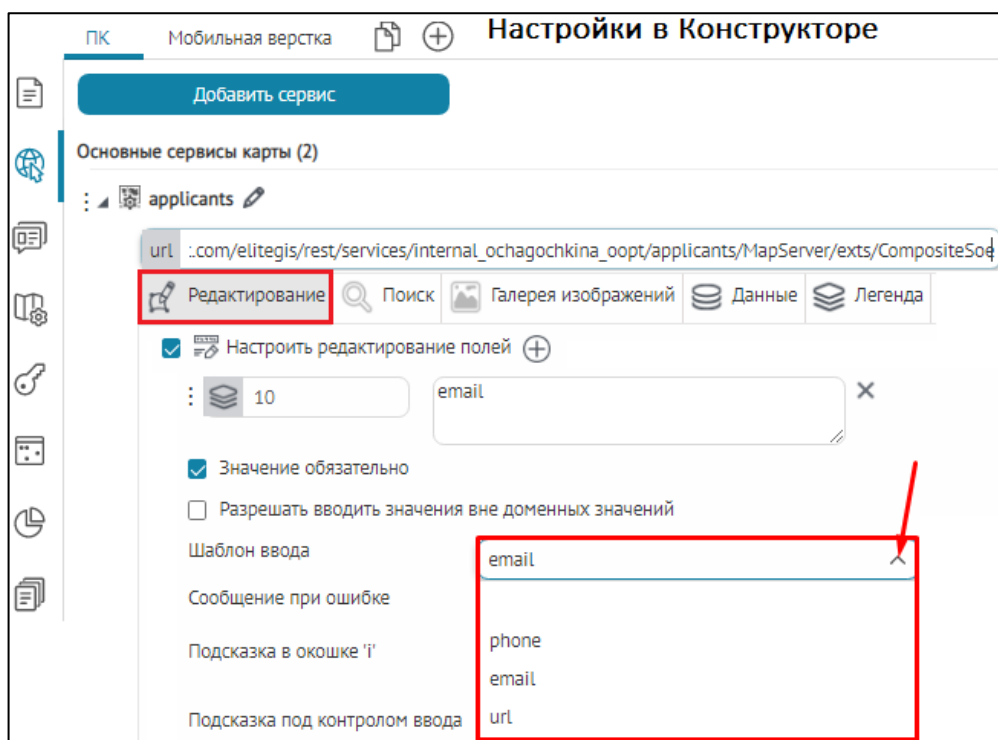 ПК Мобильная верстка Настройки в Конструкторе
Добавить сервис
Основные сервисы карты (2)
applicants
url :.com/elitegis/rest/services/internal_ochagochkina_oopt/applicants/MapServer/exts/CompositeSoe
Редактирование Поиск Галерея изображений Данные Легенда
Настроить редактирование полей
10 email
Значение обязательно
Разрешать вводить значения вне доменных значений
Шаблон ввода email
Сообщение при ошибке
phone
Подсказка в окошке 'i'
email
Подсказка под контролом ввода url